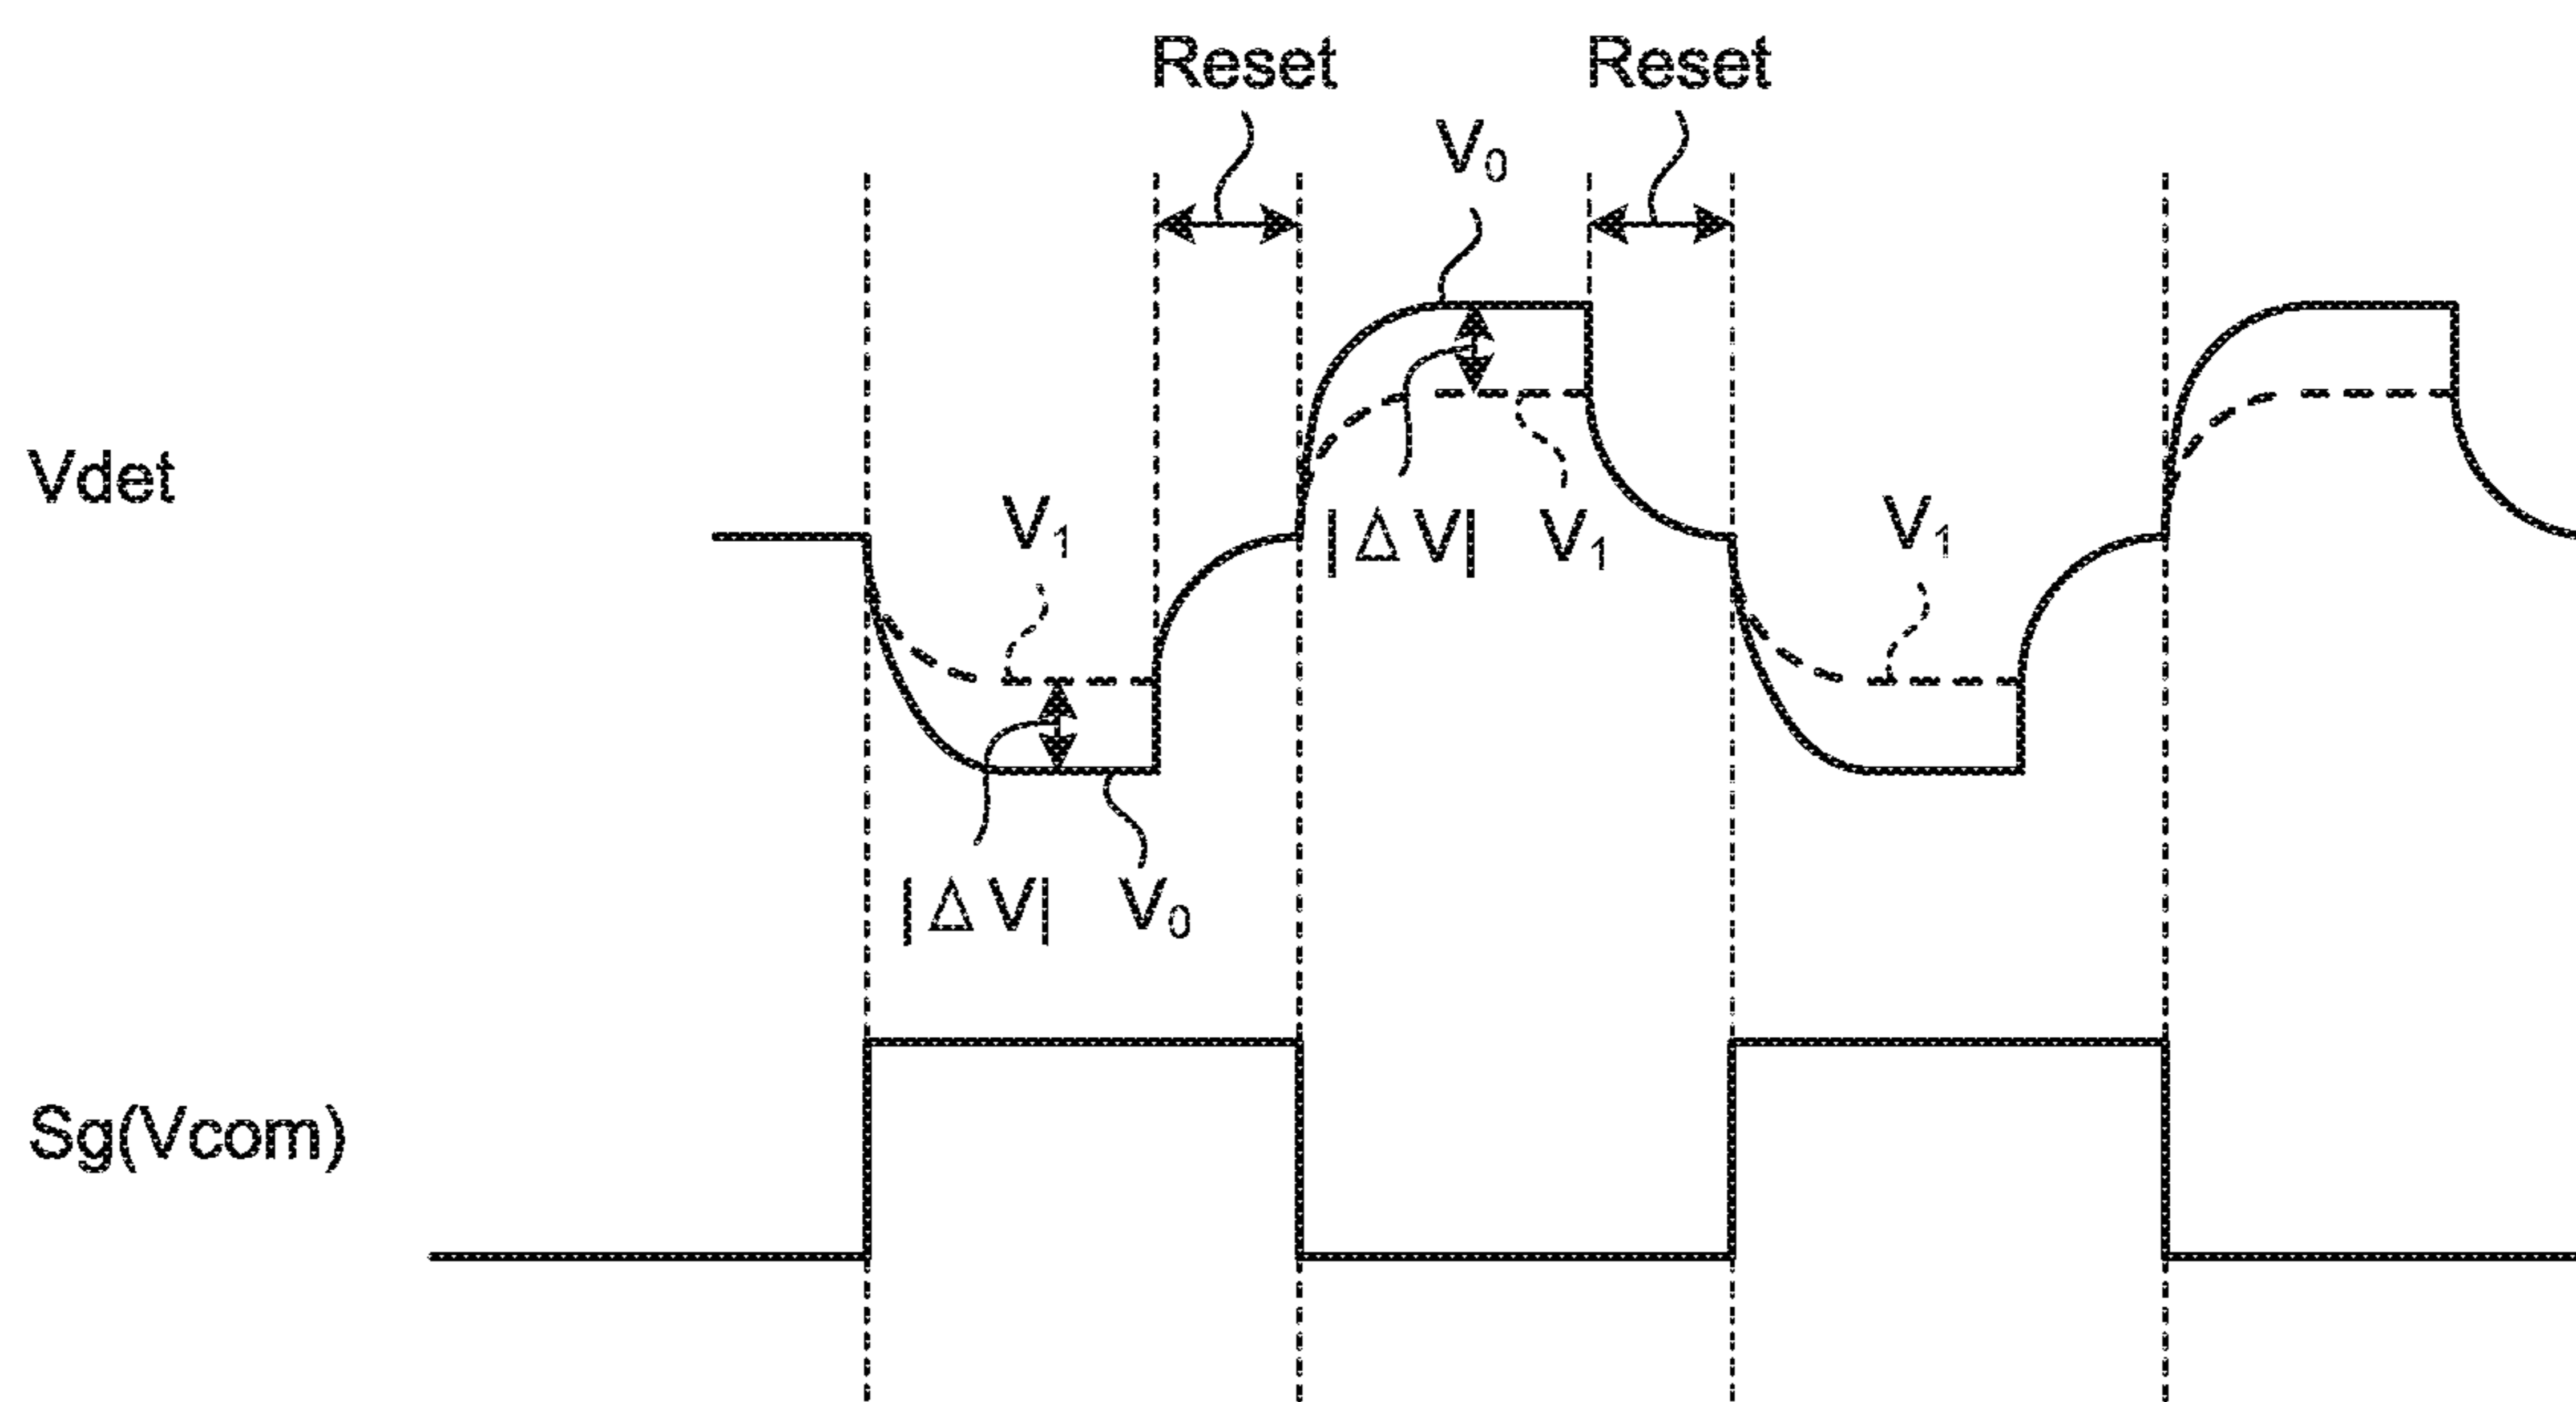 Reset Reset
V₀
Vdet
V₁ |ΔV| V₁ V₁
|ΔV| V₀
Sg(Vcom)